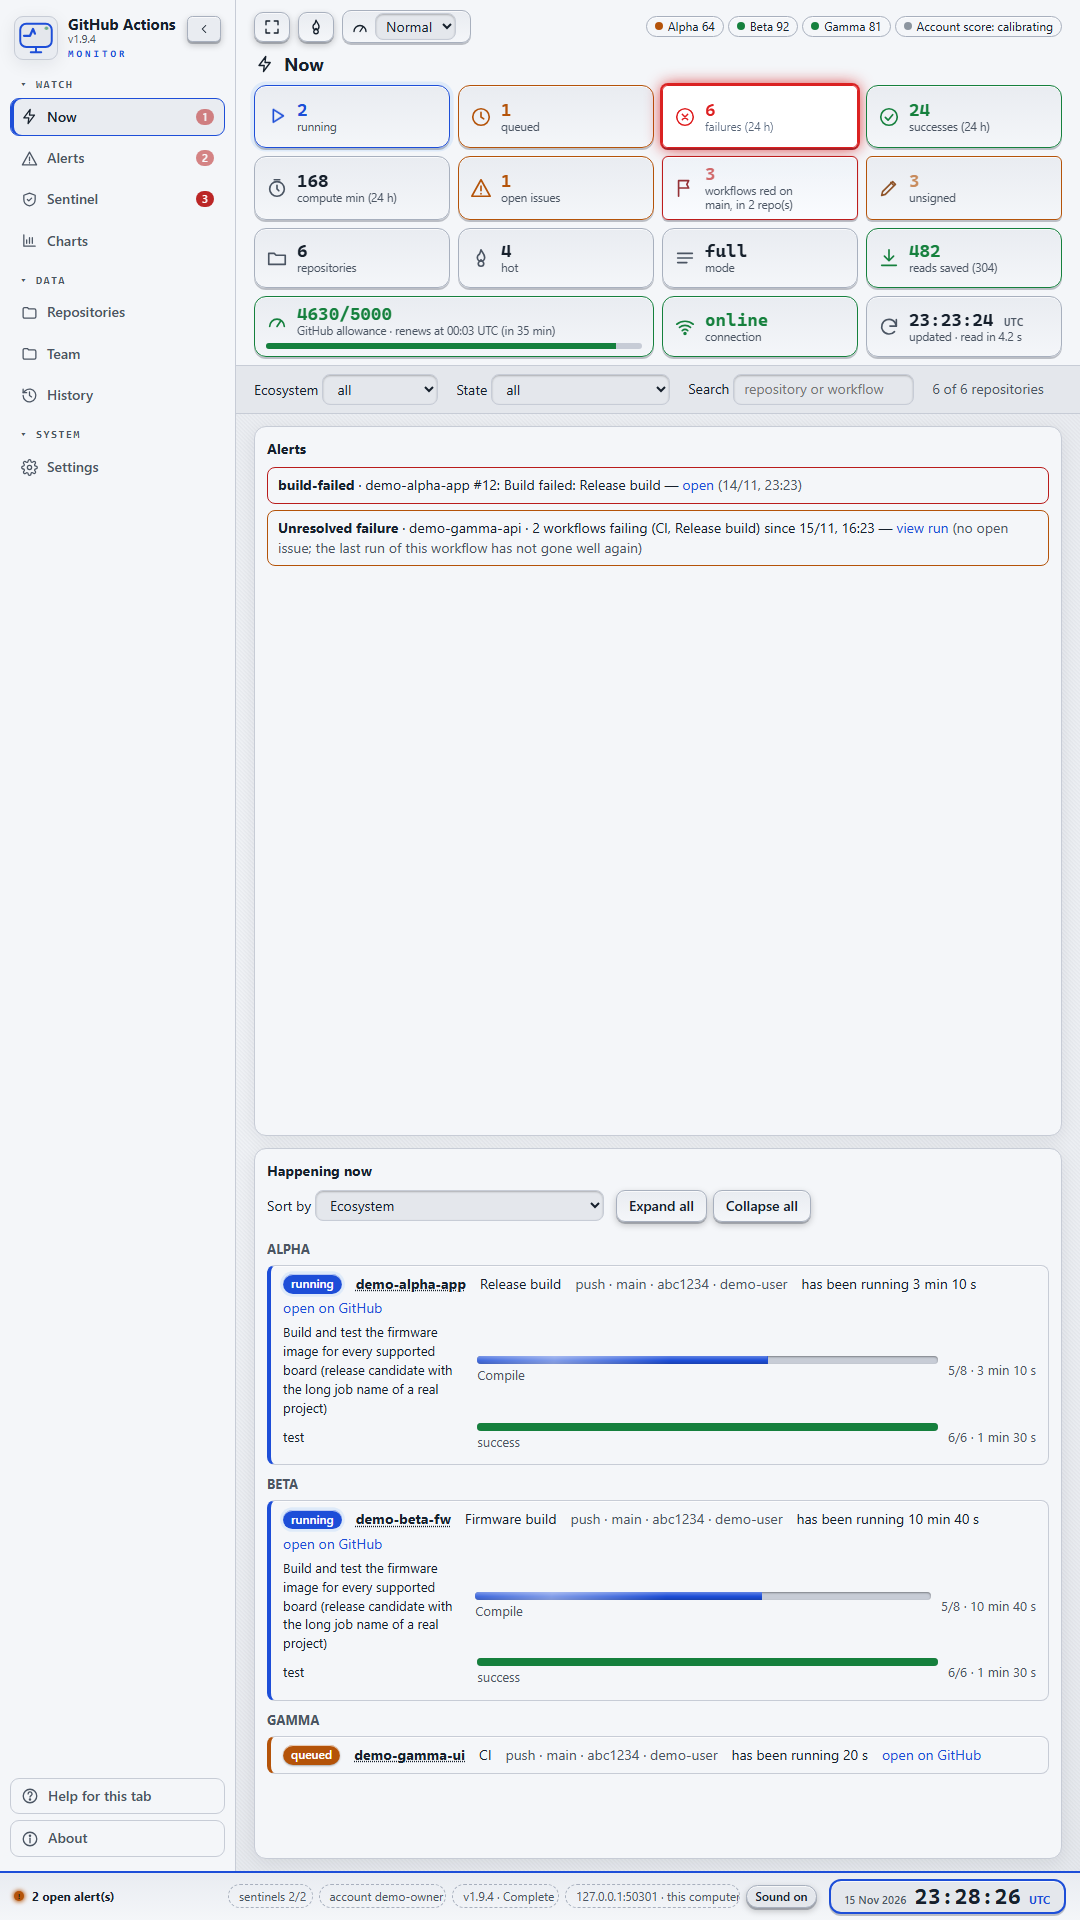 GitHub Actions
v1.9.4
MONITOR
WATCH
Now 1
Alerts 2
Sentinel 3
Charts
DATA
Repositories
Team
History
SYSTEM
Settings
Help for this tab
About
Normal
Alpha 64
Beta 92
Gamma 81
Account score: calibrating
Now
2
running
1
queued
6
failures (24 h)
24
successes (24 h)
168
compute min (24 h)
1
open issues
3
workflows red on
main, in 2 repo(s)
3
unsigned
6
repositories
4
hot
full
mode
482
reads saved (304)
4630/5000
GitHub allowance · renews at 00:03 UTC (in 35 min)
online
connection
23:23:24 UTC
updated · read in 4.2 s
Ecosystem all State all Search repository or workflow 6 of 6 repositories
Alerts
build-failed · demo-alpha-app #12: Build failed: Release build — open (14/11, 23:23)
Unresolved failure · demo-gamma-api · 2 workflows failing (CI, Release build) since 15/11, 16:23 — view run (no open
issue; the last run of this workflow has not gone well again)
Happening now
Sort by Ecosystem Expand all Collapse all
ALPHA
running demo-alpha-app Release build push · main · abc1234 · demo-user has been running 3 min 10 s
open on GitHub
Build and test the firmware
image for every supported
board (release candidate with
the long job name of a real
project)
Compile
5/8 · 3 min 10 s
test
success
6/6 · 1 min 30 s
BETA
running demo-beta-fw Firmware build push · main · abc1234 · demo-user has been running 10 min 40 s
open on GitHub
Build and test the firmware
image for every supported
board (release candidate with
the long job name of a real
project)
Compile
5/8 · 10 min 40 s
test
success
6/6 · 1 min 30 s
GAMMA
queued demo-gamma-ui CI push · main · abc1234 · demo-user has been running 20 s open on GitHub
2 open alert(s)
sentinels 2/2
account demo-owner
v1.9.4 · Complete
127.0.0.1:50301 · this computer
Sound on
15 Nov 2026 23:28:26 UTC